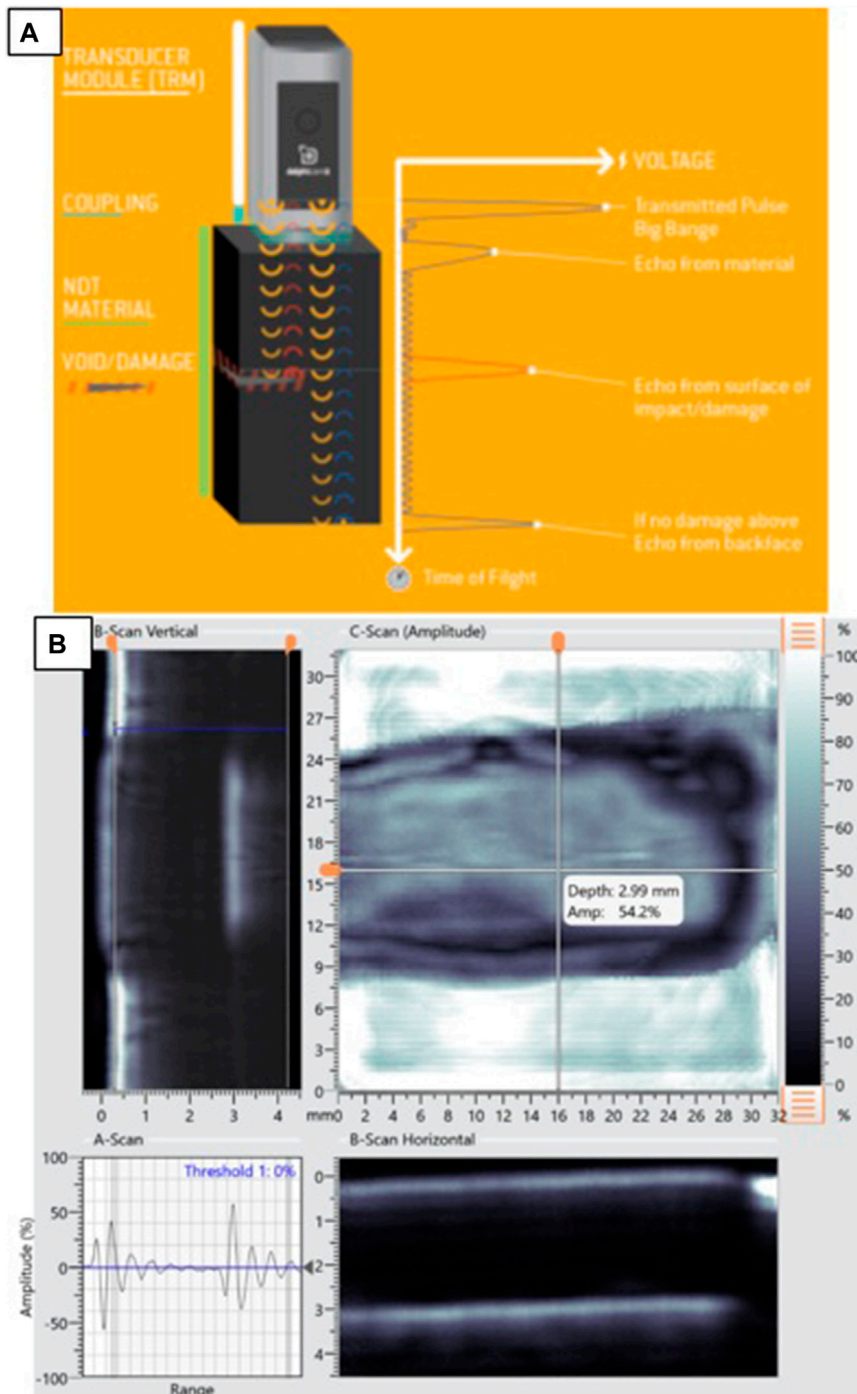 A
TRANSDUCER
MODULE (TRM)
COUPLING
NDT
MATERIAL
VOID/DAMAGE
VOLTAGE
Transmitted Pulse
Big Bange
Echo from material
Echo from surface of
impact/damage
If no damage above
Echo from backface
Time of Filght
B
B-Scan Vertical
C-Scan (Amplitude)
%
30
27
24
21
18
15
12
9
6
3
0
Depth: 2.99 mm
Amp: 54.2%
100
90
80
70
60
50
40
30
20
10
0
0 1 2 3 4 mm
0 2 4 6 8 10 12 14 16 18 20 22 24 26 28 30 32 %
A-Scan
B-Scan Horizontal
Threshold 1: 0%
Amplitude (%)
100
50
0
-50
-100
Range
0
1
2
3
4